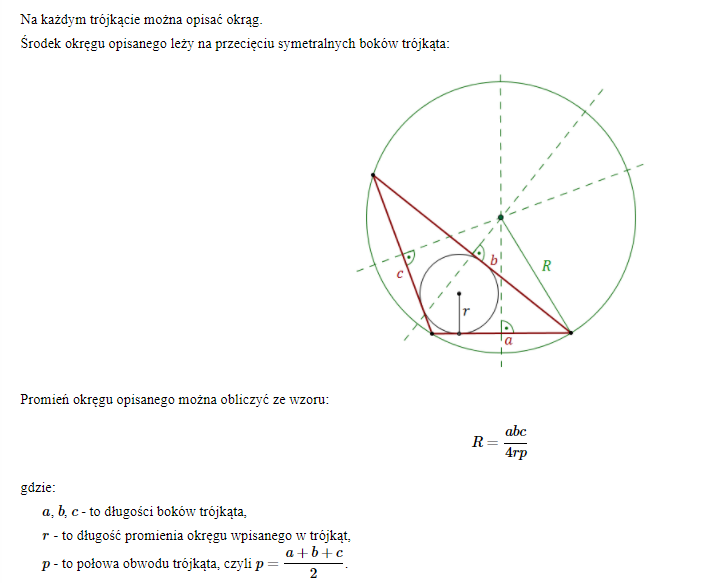 Na każdym trójkącie można opisać okrąg.
Środek okręgu opisanego leży na przecięciu symetralnych boków trójkąta:
b
R
c
r
a
Promień okręgu opisanego można obliczyć ze wzoru:
R = abc / 4rp
gdzie:
a, b, c - to długości boków trójkąta,
r - to długość promienia okręgu wpisanego w trójkąt,
p - to połowa obwodu trójkąta, czyli p = a + b + c / 2.